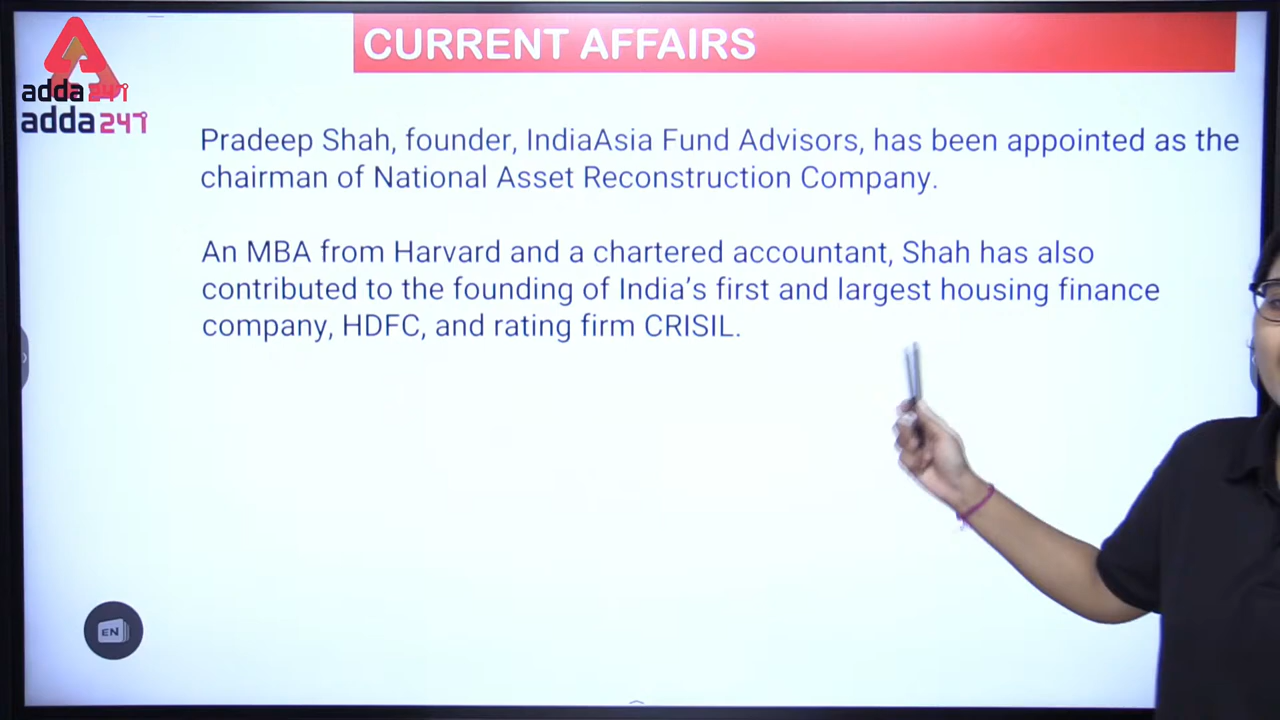 CURRENT AFFAIRS
adda247
adda247
Pradeep Shah, founder, IndiaAsia Fund Advisors, has been appointed as the
chairman of National Asset Reconstruction Company.
An MBA from Harvard and a chartered accountant, Shah has also
contributed to the founding of India's first and largest housing finance
company, HDFC, and rating firm CRISIL.
EN